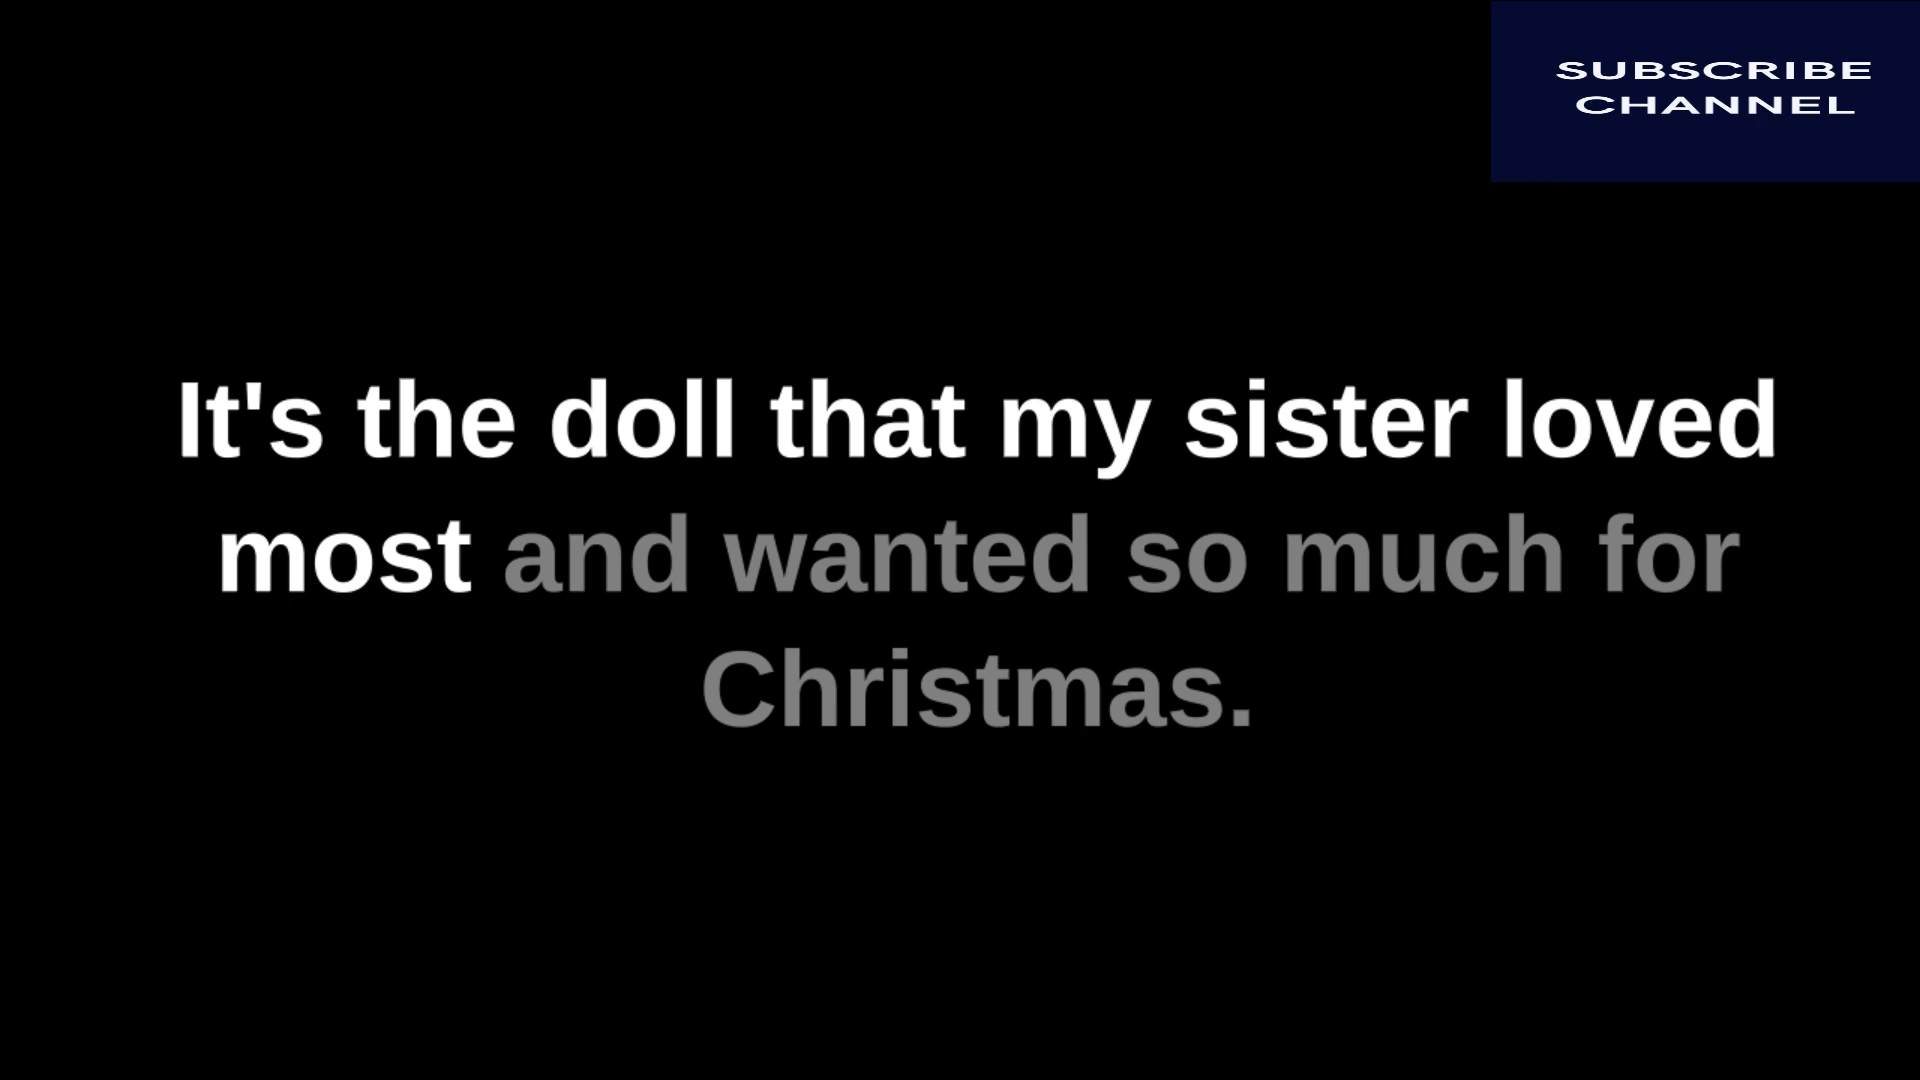 SUBSCRIBE
CHANNEL
It's the doll that my sister loved
most and wanted so much for
Christmas.